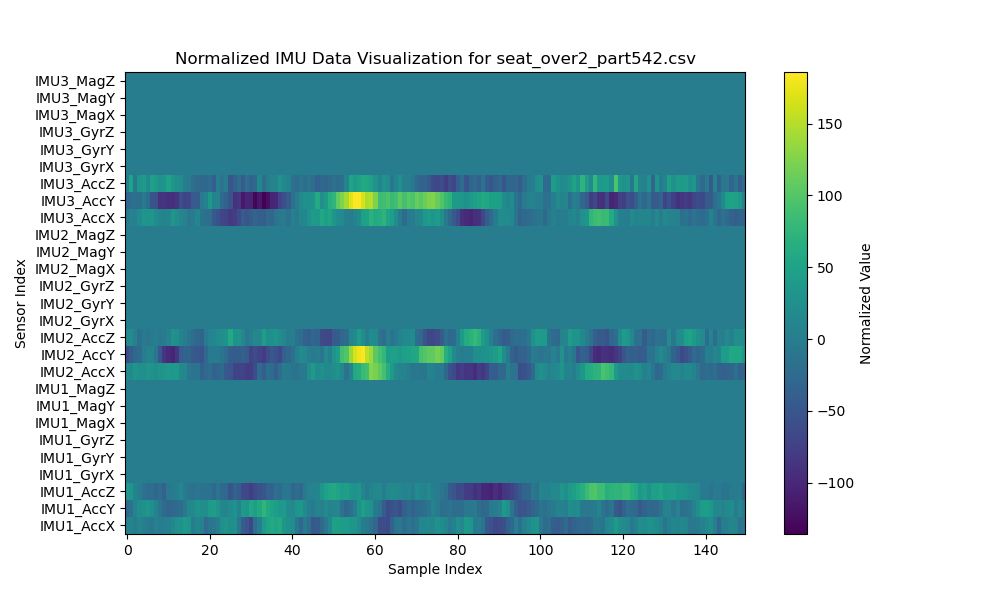 Normalized IMU Data Visualization for seat_over2_part542.csv
IMU3_MagZ
IMU3_MagY
IMU3_MagX
IMU3_GyrZ
IMU3_GyrY
IMU3_GyrX
IMU3_AccZ
IMU3_AccY
IMU3_AccX
IMU2_MagZ
IMU2_MagY
IMU2_MagX
IMU2_GyrZ
IMU2_GyrY
IMU2_GyrX
IMU2_AccZ
IMU2_AccY
IMU2_AccX
IMU1_MagZ
IMU1_MagY
IMU1_MagX
IMU1_GyrZ
IMU1_GyrY
IMU1_GyrX
IMU1_AccZ
IMU1_AccY
IMU1_AccX
Sensor Index
0 20 40 60 80 100 120 140
Sample Index
150
100
50
0
−50
−100
Normalized Value